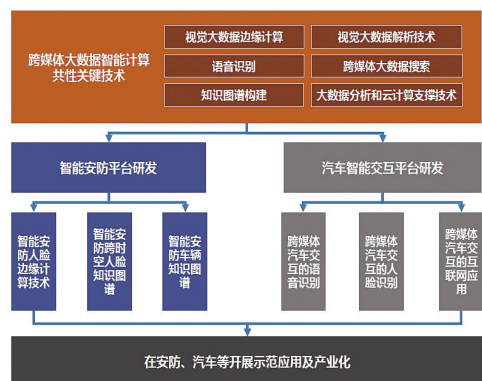 跨媒体大数据智能计算
共性关键技术
视觉大数据边缘计算
视觉大数据解析技术
语音识别
跨媒体大数据搜索
知识图谱构建
大数据分析和云计算支撑技术
智能安防平台研发
汽车智能交互平台研发
智能安
防人脸
边缘计
算技术
智能安
防跨时
空人脸
知识图
谱
智能安
防车辆
知识图
谱
跨媒体
汽车交
互的语
音识别
跨媒体
汽车交
互的人
脸识别
跨媒体
汽车交
互的互
联网应
用
在安防、汽车等开展示范应用及产业化